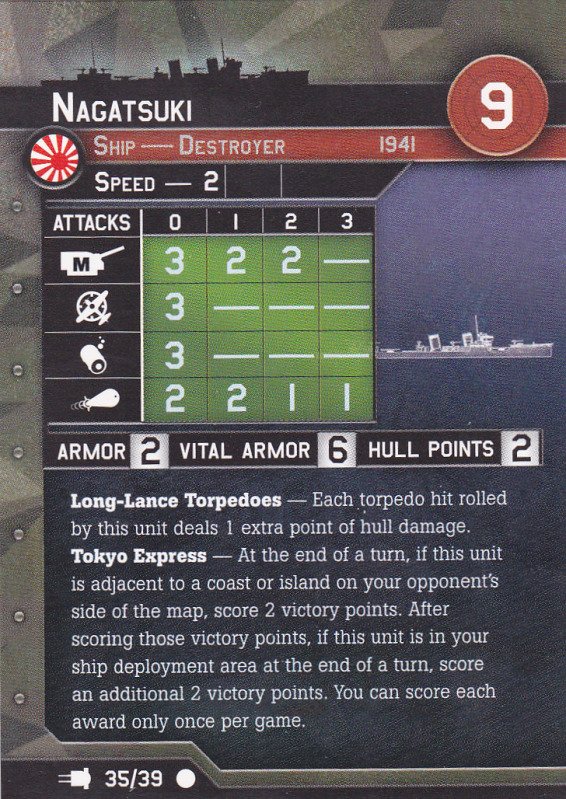 NAGATSUKI
9
SHIP — DESTROYER 1941
SPEED — 2
ATTACKS 0 1 2 3
M 3 2 2 —
3 — — —
3 — — —
2 2 1 1
ARMOR 2 VITAL ARMOR 6 HULL POINTS 2
Long-Lance Torpedoes — Each torpedo hit rolled
by this unit deals 1 extra point of hull damage.
Tokyo Express — At the end of a turn, if this unit
is adjacent to a coast or island on your opponent's
side of the map, score 2 victory points. After
scoring those victory points, if this unit is in your
ship deployment area at the end of a turn, score
an additional 2 victory points. You can score each
award only once per game.
35/39